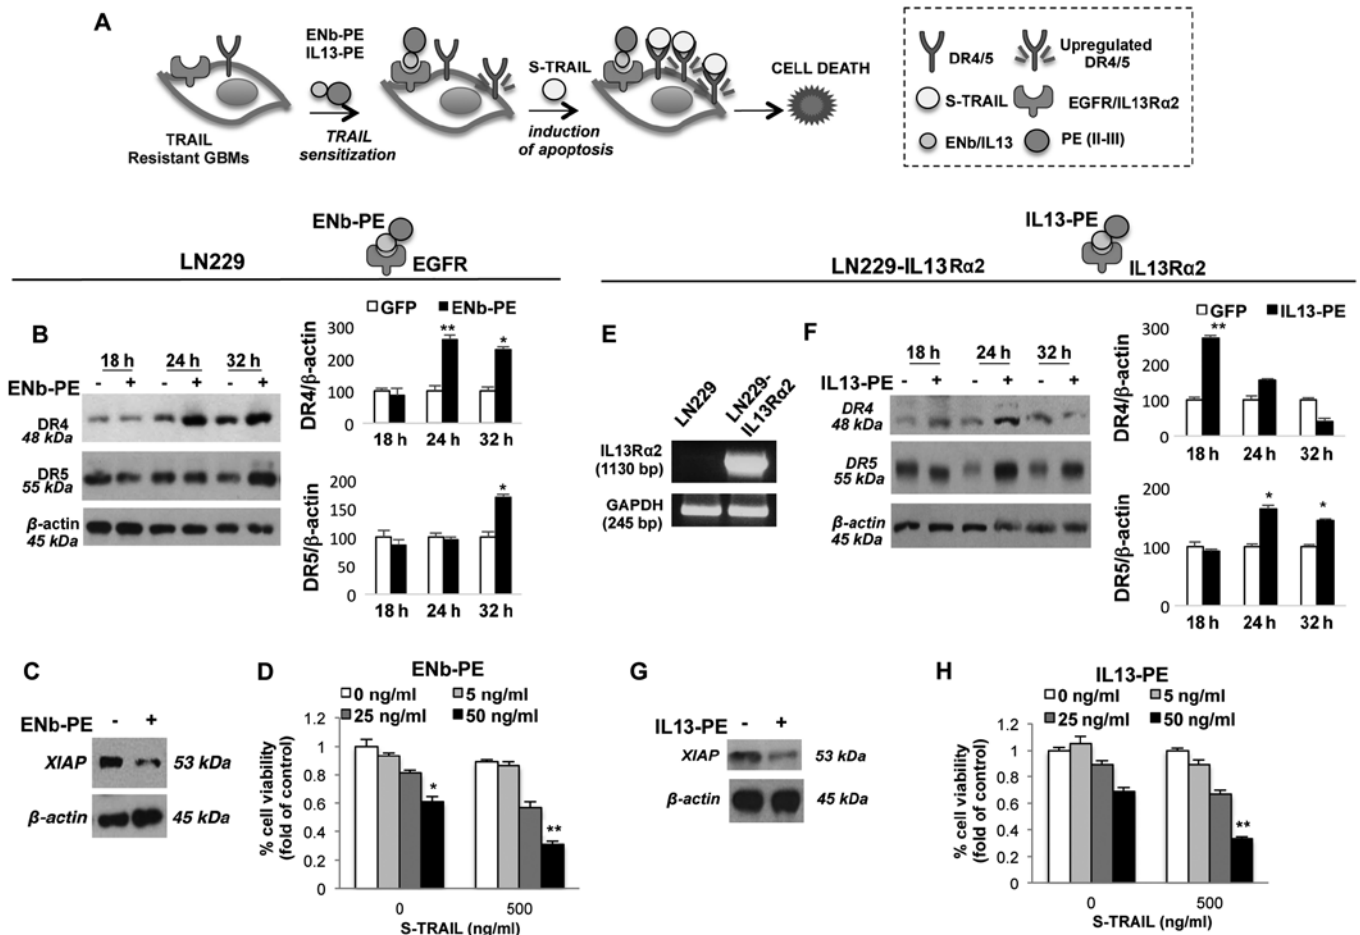 A
ENb-PE
IL13-PE
TRAIL
Resistant GBMs
TRAIL
sensitization
S-TRAIL
induction
of apoptosis
CELL DEATH
DR4/5
Upregulated
DR4/5
S-TRAIL
EGFR/IL13Rα2
ENb/IL13
PE (II-III)
ENb-PE
LN229
EGFR
IL13-PE
LN229-IL13Rα2
IL13Rα2
B
18 h 24 h 32 h
ENb-PE - + - + - +
DR4
48 kDa
DR5
55 kDa
β-actin
45 kDa
GFP ENb-PE
DR4/β-actin
300
200
100
0
** *
18 h 24 h 32 h
DR5/β-actin
200
150
100
50
0
*
18 h 24 h 32 h
E
LN229
LN229-
IL13Rα2
IL13Rα2
(1130 bp)
GAPDH
(245 bp)
F
18 h 24 h 32 h
IL13-PE - + - + - +
DR4
48 kDa
DR5
55 kDa
β-actin
45 kDa
GFP IL13-PE
DR4/β-actin
300
200
100
0
**
18 h 24 h 32 h
DR5/β-actin
200
100
0
* *
18 h 24 h 32 h
C
ENb-PE - +
XIAP 53 kDa
β-actin 45 kDa
D
ENb-PE
0 ng/ml 5 ng/ml
25 ng/ml 50 ng/ml
% cell viability
(fold of control)
1.2
1
0.8
0.6
0.4
0.2
0
* **
0 500
S-TRAIL (ng/ml)
G
IL13-PE - +
XIAP 53 kDa
β-actin 45 kDa
H
IL13-PE
0 ng/ml 5 ng/ml
25 ng/ml 50 ng/ml
% cell viability
(fold of control)
1.2
1
0.8
0.6
0.4
0.2
0
**
0 500
S-TRAIL (ng/ml)